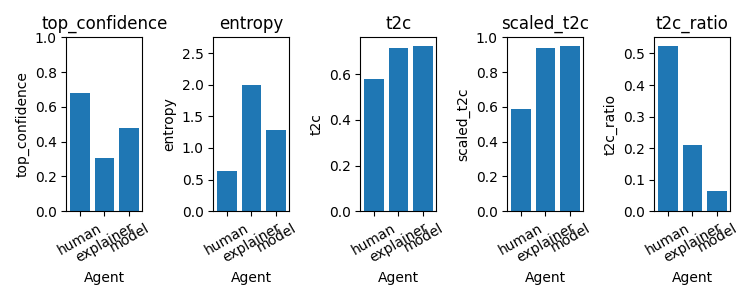 top_confidence
top_confidence
0.0
0.2
0.4
0.6
0.8
1.0
human
explainer
model
Agent
entropy
entropy
0.0
0.5
1.0
1.5
2.0
2.5
human
explainer
model
Agent
t2c
t2c
0.0
0.2
0.4
0.6
human
explainer
model
Agent
scaled_t2c
scaled_t2c
0.0
0.2
0.4
0.6
0.8
1.0
human
explainer
model
Agent
t2c_ratio
t2c_ratio
0.0
0.1
0.2
0.3
0.4
0.5
human
explainer
model
Agent